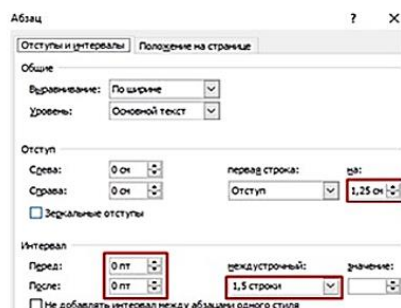 Абзац ? ×
Отступы и интервалы Положение на странице
Общие
Выравнивание: По ширине
Уровень: Основной текст
Отступ
Слева: 0 см первая строка: на:
Справа: 0 см Отступ 1,25 см
Зеркальные отступы
Интервал
Перед: 0 пт междустрочный: значение:
После: 0 пт 1,5 строки
Не добавлять интервал между абзацами одного стиля